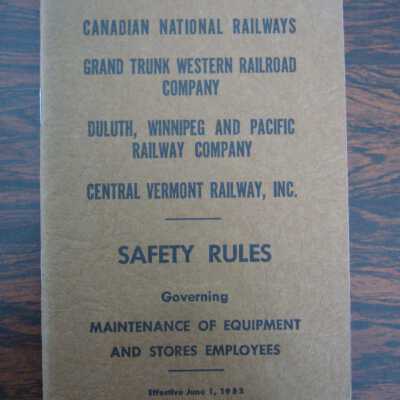 CANADIAN NATIONAL RAILWAYS
GRAND TRUNK WESTERN RAILROAD
COMPANY
DULUTH, WINNIPEG AND PACIFIC
RAILWAY COMPANY
CENTRAL VERMONT RAILWAY, INC.
SAFETY RULES
Governing
MAINTENANCE OF EQUIPMENT
AND STORES EMPLOYEES
Effective June 1, 1952